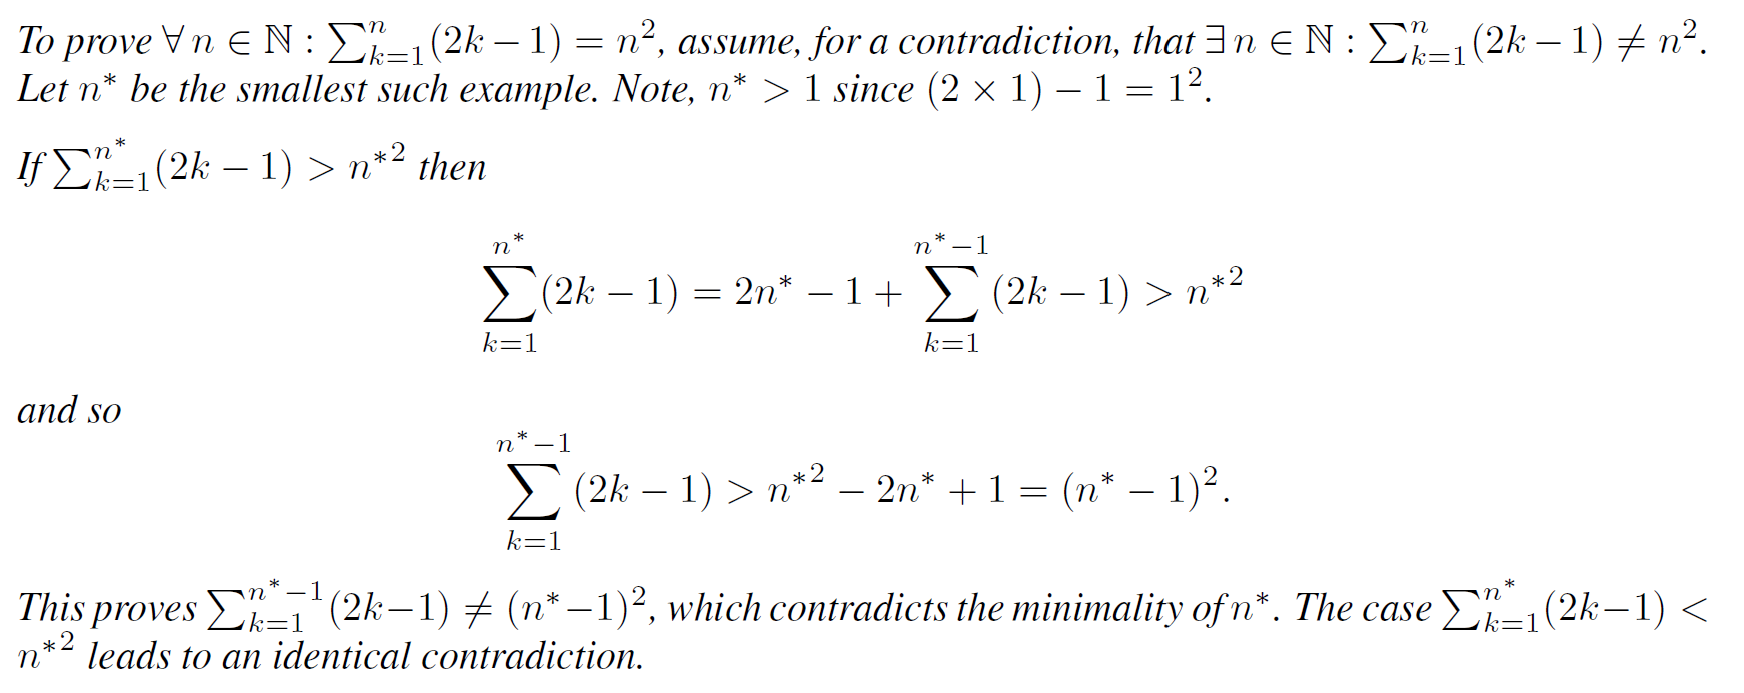 To prove ∀ n ∈ ℕ : ∑ₖ₌₁ⁿ(2k − 1) = n², assume, for a contradiction, that ∃ n ∈ ℕ : ∑ₖ₌₁ⁿ(2k − 1) ≠ n².
Let n* be the smallest such example. Note, n* > 1 since (2 × 1) − 1 = 1².
If ∑_{k=1}^{n*}(2k − 1) > n*² then
∑_{k=1}^{n*}(2k − 1) = 2n* − 1 + ∑_{k=1}^{n*−1}(2k − 1) > n*²
and so
∑_{k=1}^{n*−1}(2k − 1) > n*² − 2n* + 1 = (n* − 1)².
This proves ∑_{k=1}^{n*−1}(2k−1) ≠ (n*−1)², which contradicts the minimality of n*. The case ∑_{k=1}^{n*}(2k−1) <
n*² leads to an identical contradiction.